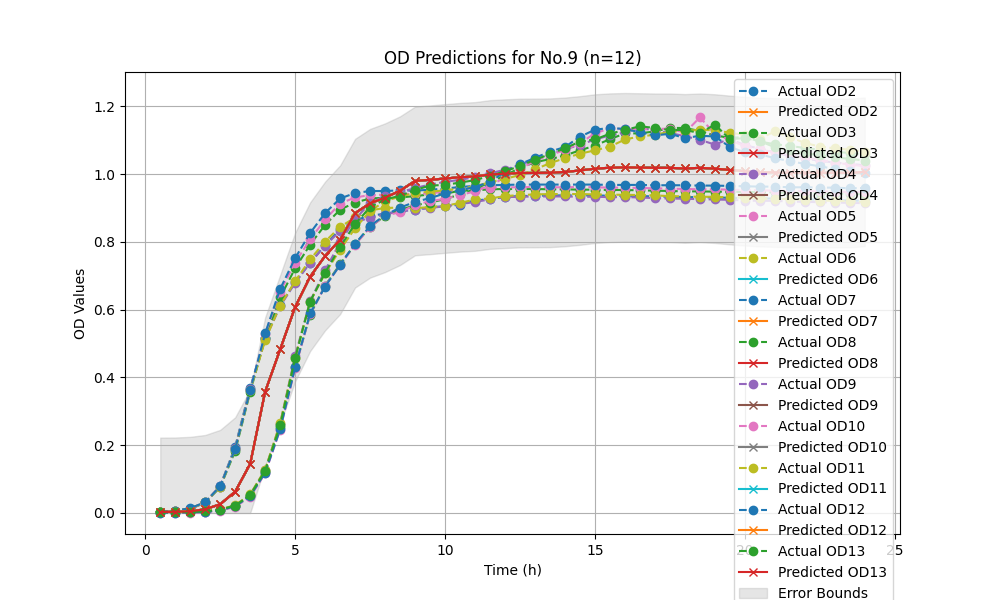 OD Predictions for No.9 (n=12)
OD Values
1.2
1.0
0.8
0.6
0.4
0.2
0.0
0
5
10
15
20
25
Time (h)
Actual OD2
Predicted OD2
Actual OD3
Predicted OD3
Actual OD4
Predicted OD4
Actual OD5
Predicted OD5
Actual OD6
Predicted OD6
Actual OD7
Predicted OD7
Actual OD8
Predicted OD8
Actual OD9
Predicted OD9
Actual OD10
Predicted OD10
Actual OD11
Predicted OD11
Actual OD12
Predicted OD12
Actual OD13
Predicted OD13
Error Bounds